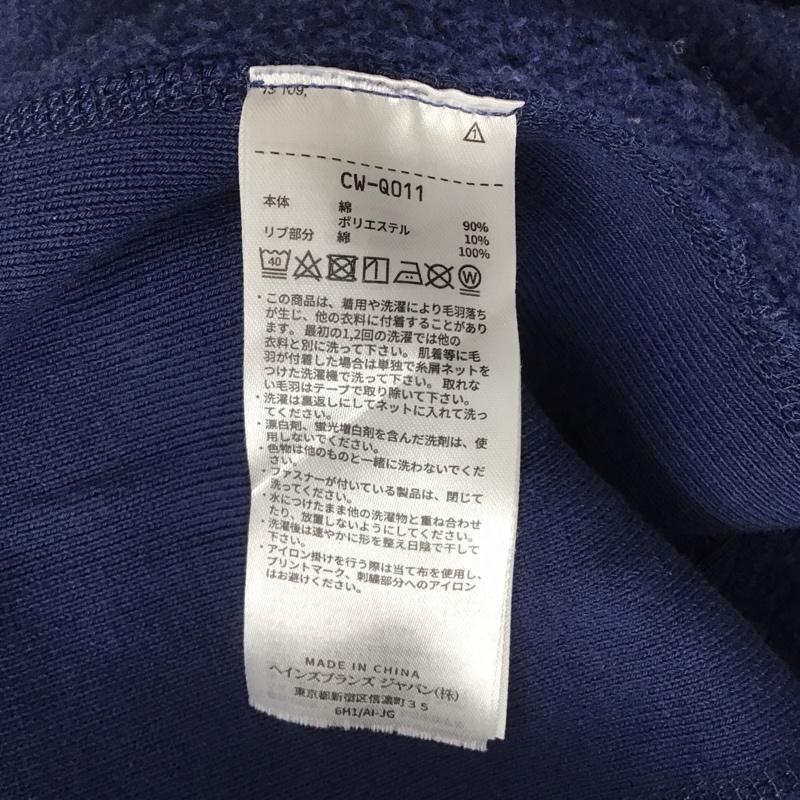 1
CW-Q011
本体 綿 90%
ポリエステル 10%
リブ部分 綿 100%
40 W
・この商品は、着用や洗濯により毛羽落ち
が生じ、他の衣料に付着することがあり
ます。最初の1,2回の洗濯では他の
衣料と別に洗って下さい。肌着等に毛
羽が付着した場合は単独で糸屑ネットを
つけた洗濯機で洗って下さい。取れな
い毛羽はテープで取り除いて下さい。
・洗濯は裏返しにしてネットに入れて洗っ
てください。
・漂白剤、蛍光増白剤を含んだ洗剤は、使
用しないでください。
・色物は他のものと一緒に洗わないでくだ
さい。
・ファスナーが付いている製品は、閉じて
洗ってください。
・水につけたまま他の洗濯物と重ね合わせ
たり、放置しないようにしてください。
・洗濯後は速やかに形を整え日陰で干して
下さい。
・アイロン掛けを行う際は当て布を使用し、
プリントマーク、刺繍部分へのアイロン
はお避けください。
MADE IN CHINA
ヘインズブランズ ジャパン(株)
東京都新宿区信濃町35
6H1/AI-JG